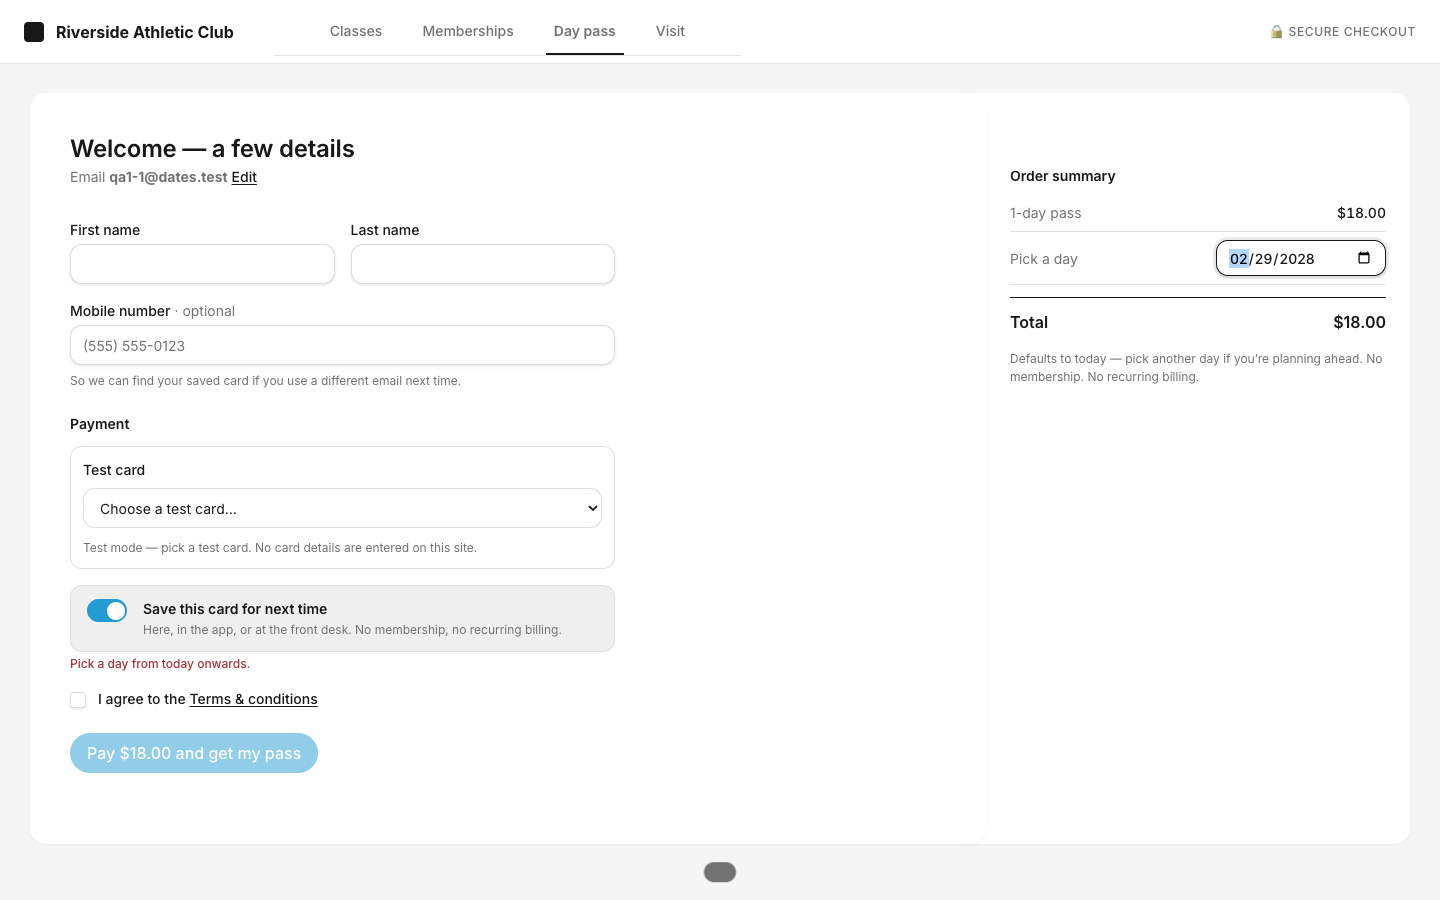 Riverside Athletic Club
Classes
Memberships
Day pass
Visit
SECURE CHECKOUT
Welcome — a few details
Email qa1-1@dates.test Edit
First name
Last name
Mobile number · optional
(555) 555-0123
So we can find your saved card if you use a different email next time.
Payment
Test card
Choose a test card...
Test mode — pick a test card. No card details are entered on this site.
Save this card for next time
Here, in the app, or at the front desk. No membership, no recurring billing.
Pick a day from today onwards.
I agree to the Terms & conditions
Pay $18.00 and get my pass
Order summary
1-day pass $18.00
Pick a day 02/29/2028
Total $18.00
Defaults to today — pick another day if you're planning ahead. No
membership. No recurring billing.